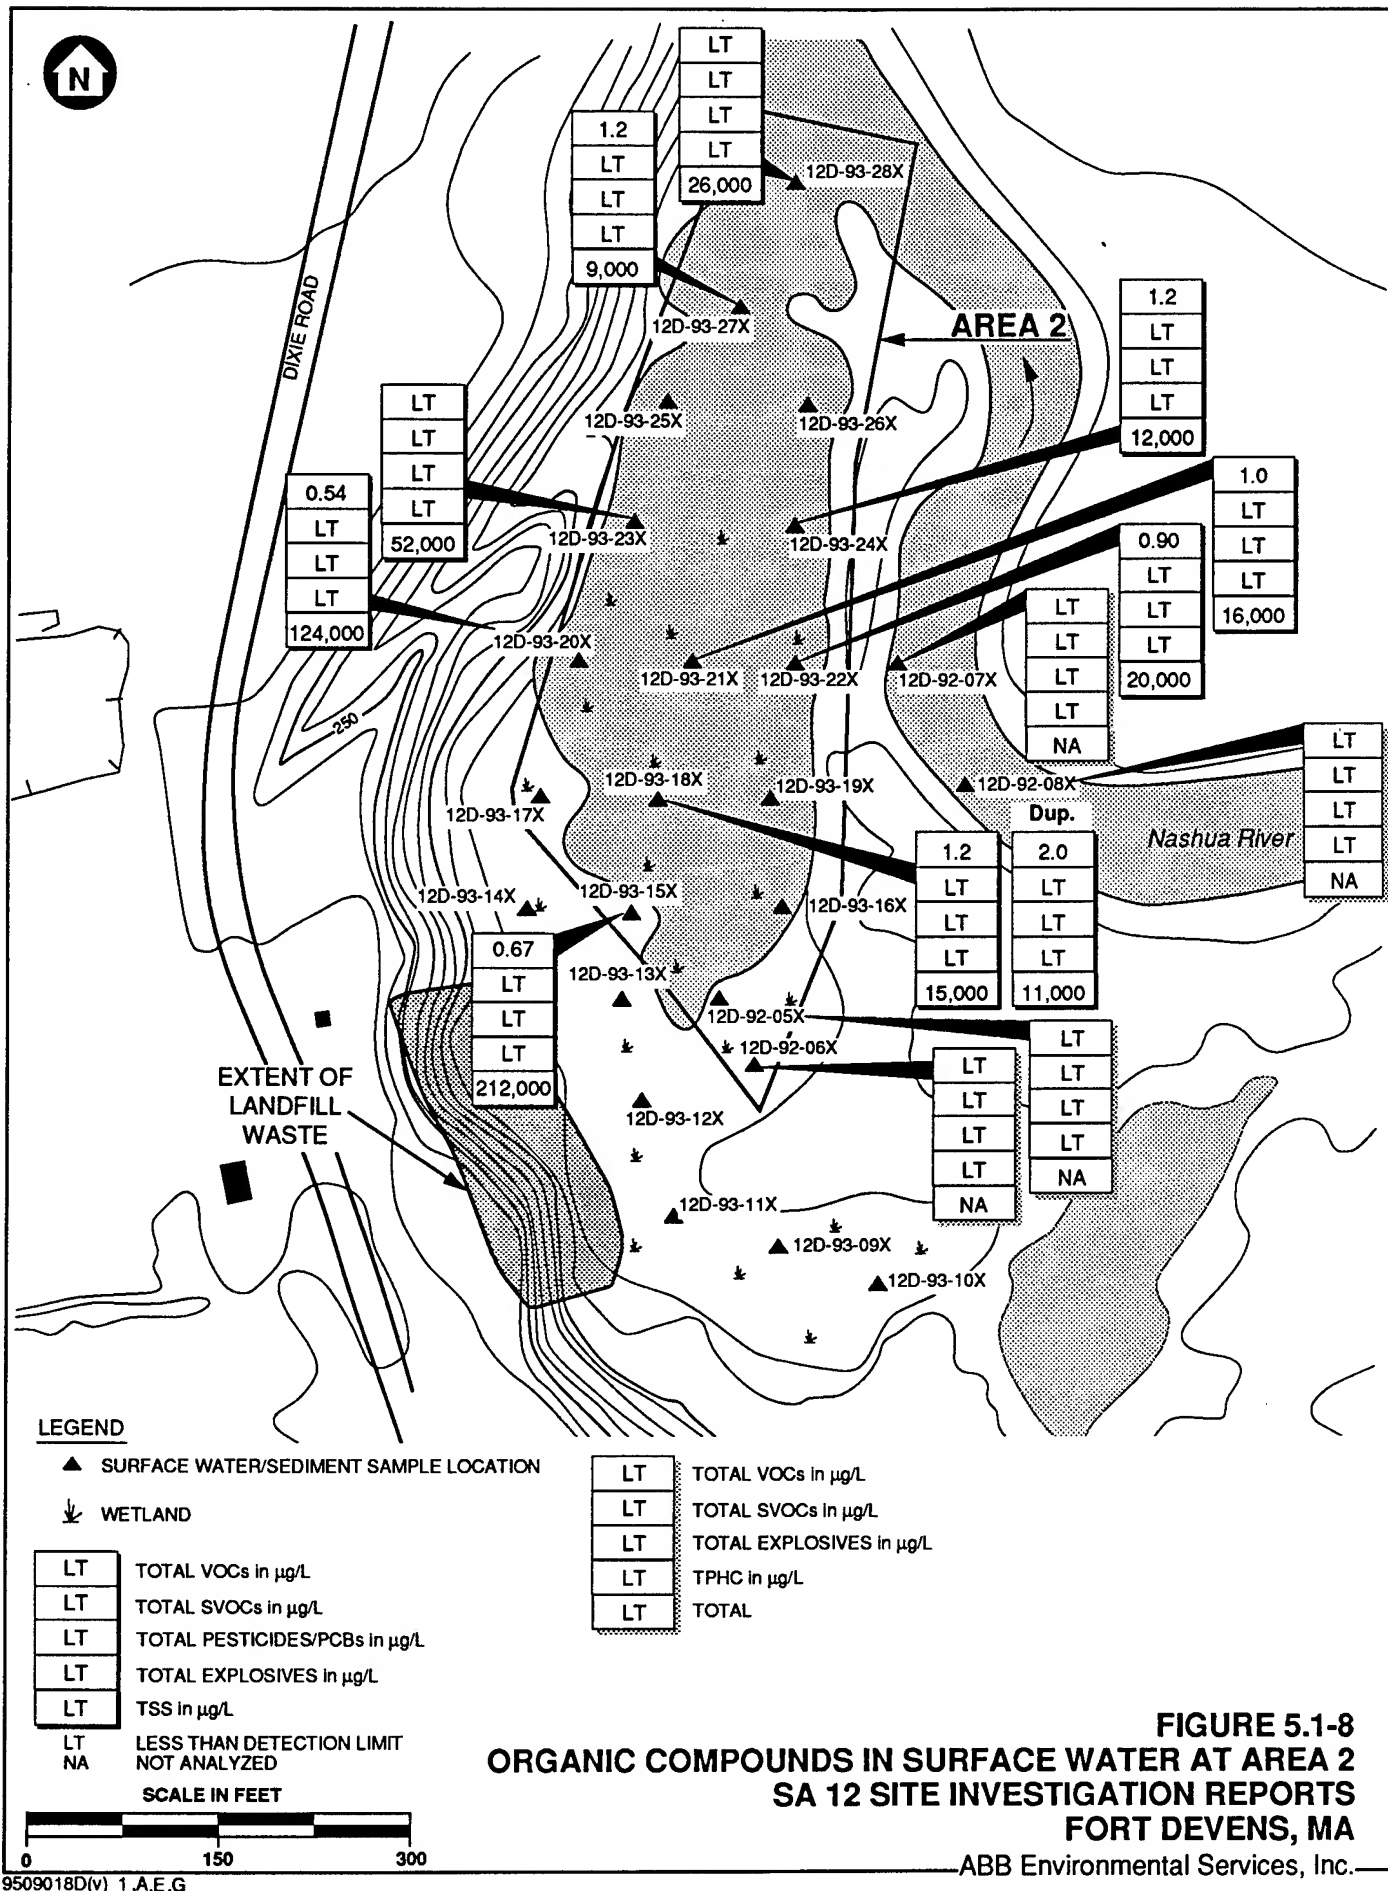 N
LT
LT
LT
LT
26,000
12D-93-28X
1.2
LT
LT
LT
9,000
12D-93-27X
DIXIE ROAD
AREA 2
1.2
LT
LT
LT
12,000
LT
LT
LT
LT
52,000
12D-93-25X
12D-93-26X
0.54
LT
LT
LT
124,000
12D-93-23X
12D-93-24X
1.0
LT
LT
LT
16,000
0.90
LT
LT
LT
20,000
LT
LT
LT
LT
NA
12D-93-20X
12D-93-21X
12D-93-22X
12D-92-07X
250
LT
LT
LT
LT
NA
12D-93-18X
12D-93-19X
12D-92-08X
12D-93-17X
Dup.
Nashua River
1.2
LT
LT
LT
15,000
2.0
LT
LT
LT
11,000
12D-93-14X
12D-93-15X
12D-93-16X
0.67
LT
LT
LT
212,000
12D-93-13X
12D-92-05X
12D-92-06X
LT
LT
LT
LT
NA
LT
LT
LT
LT
NA
EXTENT OF
LANDFILL
WASTE
12D-93-12X
12D-93-11X
12D-93-09X
12D-93-10X
LEGEND
SURFACE WATER/SEDIMENT SAMPLE LOCATION
WETLAND
LT TOTAL VOCs in µg/L
LT TOTAL SVOCs in µg/L
LT TOTAL PESTICIDES/PCBs in µg/L
LT TOTAL EXPLOSIVES in µg/L
LT TSS in µg/L
LT LESS THAN DETECTION LIMIT
NA NOT ANALYZED
LT TOTAL VOCs in µg/L
LT TOTAL SVOCs in µg/L
LT TOTAL EXPLOSIVES in µg/L
LT TPHC in µg/L
LT TOTAL
SCALE IN FEET
0 150 300
FIGURE 5.1-8
ORGANIC COMPOUNDS IN SURFACE WATER AT AREA 2
SA 12 SITE INVESTIGATION REPORTS
FORT DEVENS, MA
ABB Environmental Services, Inc.
9509018D(v) 1,A,E,G